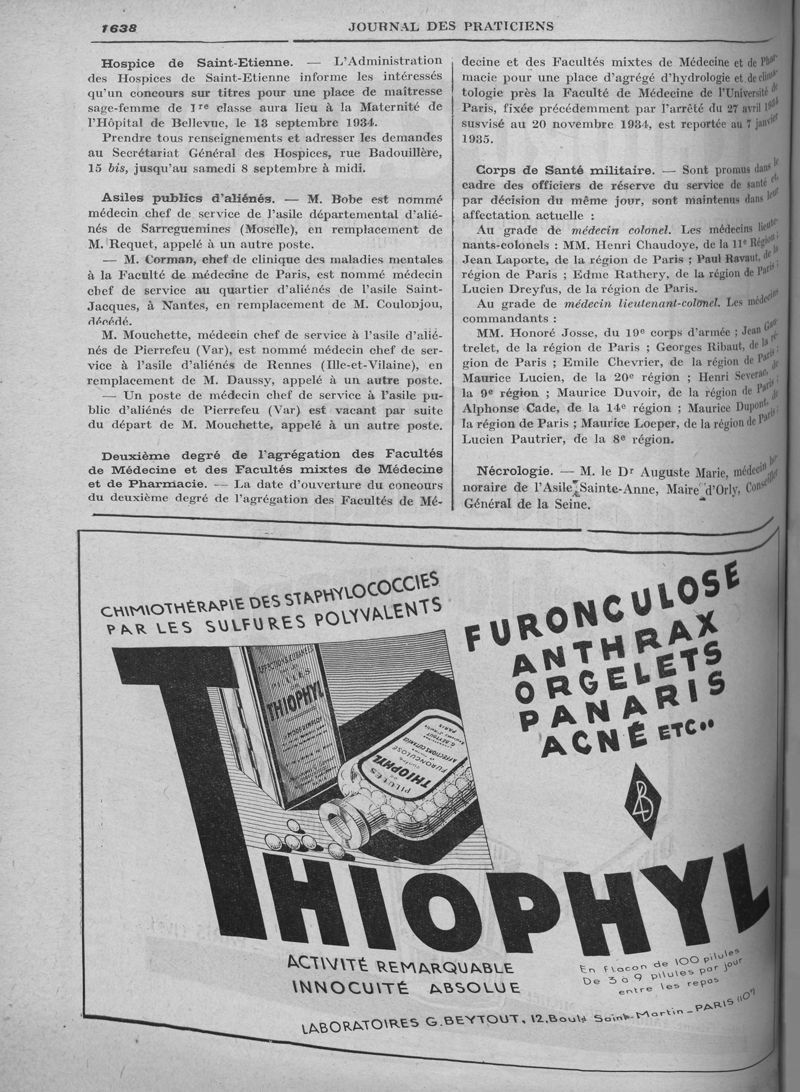 1638
JOURNAL DES PRATICIENS
Hospice de Saint-Etienne. — L'Administration
des Hospices de Saint-Etienne informe les intéressés
qu'un concours sur titres pour une place de maîtresse
sage-femme de 1re classe aura lieu à la Maternité de
l'Hôpital de Bellevue, le 13 septembre 1934.
Prendre tous renseignements et adresser les demandes
au Secrétariat Général des Hospices, rue Badouillère,
15 bis, jusqu'au samedi 8 septembre à midi.
Asiles publics d'aliénés. — M. Bobe est nommé
médecin chef de service de l'asile départemental d'alié-
nés de Sarreguemines (Moselle), en remplacement de
M. Requet, appelé à un autre poste.
— M. Corman, chef de clinique des maladies mentales
à la Faculté de médecine de Paris, est nommé médecin
chef de service au quartier d'aliénés de l'asile Saint-
Jacques, à Nantes, en remplacement de M. Coulonjou,
décédé.
M. Mouchette, médecin chef de service à l'asile d'alié-
nés de Pierrefeu (Var), est nommé médecin chef de ser-
vice à l'asile d'aliénés de Rennes (Ille-et-Vilaine), en
remplacement de M. Daussy, appelé à un autre poste.
— Un poste de médecin chef de service à l'asile pu-
blic d'aliénés de Pierrefeu (Var) est vacant par suite
du départ de M. Mouchette, appelé à un autre poste.
Deuxième degré de l'agrégation des Facultés
de Médecine et des Facultés mixtes de Médecine
et de Pharmacie. — La date d'ouverture du concours
du deuxième degré de l'agrégation des Facultés de Mé-
decine et des Facultés mixtes de Médecine et de Phar-
macie pour une place d'agrégé d'hydrologie et de clima-
tologie près la Faculté de Médecine de l'Université de
Paris, fixée précédemment par l'arrêté du 27 avril 1934
susvisé au 20 novembre 1934, est reportée au 7 janvier
1935.
Corps de Santé militaire. — Sont promus dans le
cadre des officiers de réserve du service de santé et,
par décision du même jour, sont maintenus dans leur
affectation actuelle :
Au grade de médecin colonel. Les médecins lieute-
nants-colonels : MM. Henri Chaudoye, de la 11e Région ;
Jean Laporte, de la région de Paris ; Paul Ravaut, de la
région de Paris ; Edme Rathery, de la région de Paris ;
Lucien Dreyfus, de la région de Paris.
Au grade de médecin lieutenant-colonel. Les médecins
commandants :
MM. Honoré Josse, du 19e corps d'armée ; Jean Gau-
trelet, de la région de Paris ; Georges Ribaut, de la ré-
gion de Paris ; Emile Chevrier, de la région de Paris ;
Maurice Lucien, de la 20e région ; Henri Severac, de
la 9e région ; Maurice Duvoir, de la région de Paris ;
Alphonse Cade, de la 14e région ; Maurice Dupont, de
la région de Paris ; Maurice Loeper, de la région de Paris ;
Lucien Pautrier, de la 8e région.
Nécrologie. — M. le Dr Auguste Marie, médecin ho-
noraire de l'Asile Sainte-Anne, Maire d'Orly, Conseiller
Général de la Seine.
CHIMIOTHÉRAPIE DES STAPHYLOCOCCIES
PAR LES SULFURES POLYVALENTS
FURONCULOSE
ANTHRAX
ORGELETS
PANARIS
ACNÉ ETC..
THIOPHYL
PILULES
THIOPHYL
FURONCULOSE
AFFECTIONS CUTANÉES
G. BEYTOUT
PARIS
THIOPHYL
ACTIVITÉ REMARQUABLE
INNOCUITÉ ABSOLUE
En flacon de 100 pilules
De 3 à 9 pilules par jour
entre les repas
LABORATOIRES G. BEYTOUT, 12, Bould Saint-Martin - PARIS (10e)